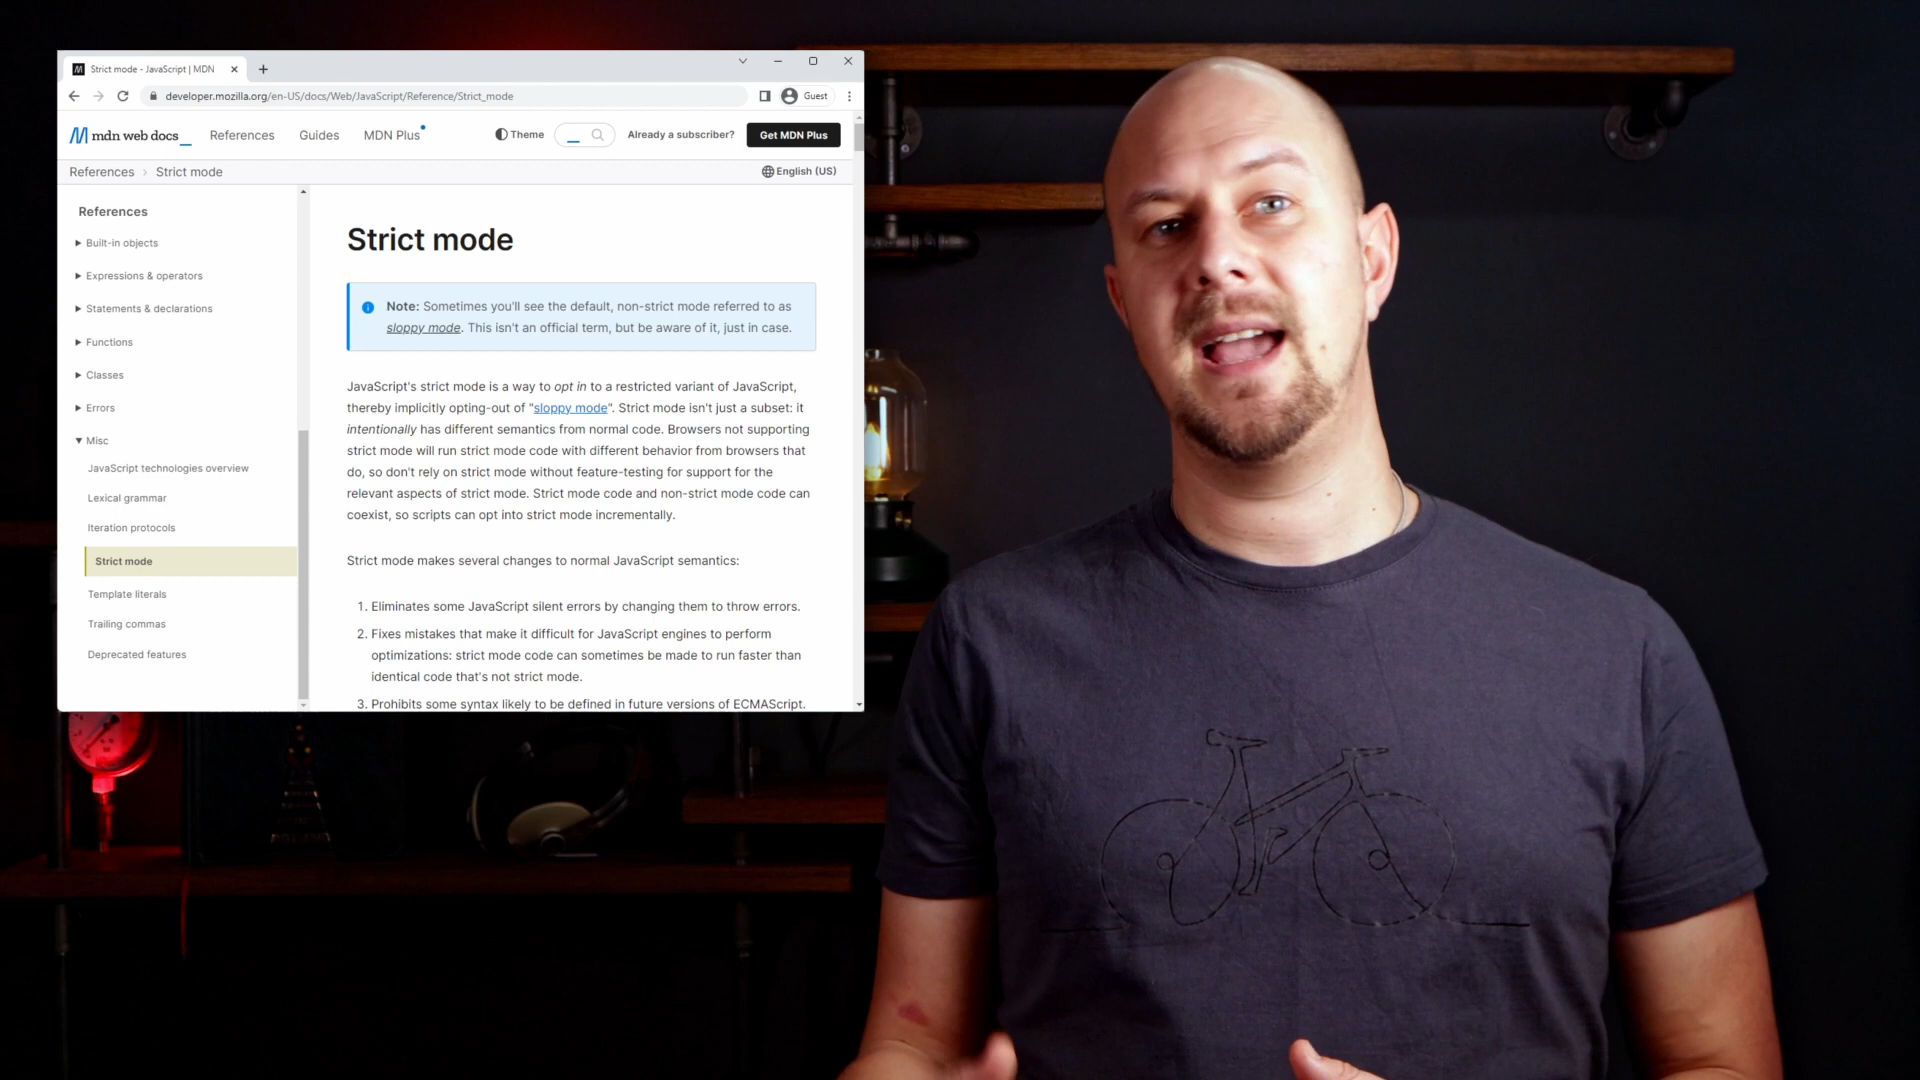 Strict mode - JavaScript | MDN
developer.mozilla.org/en-US/docs/Web/JavaScript/Reference/Strict_mode
Guest
mdn web docs_
References
Guides
MDN Plus
Theme
Already a subscriber?
Get MDN Plus
References
Strict mode
English (US)
References
Built-in objects
Expressions & operators
Statements & declarations
Functions
Classes
Errors
Misc
JavaScript technologies overview
Lexical grammar
Iteration protocols
Strict mode
Template literals
Trailing commas
Deprecated features
Strict mode
Note: Sometimes you'll see the default, non-strict mode referred to as
sloppy mode. This isn't an official term, but be aware of it, just in case.
JavaScript's strict mode is a way to opt in to a restricted variant of JavaScript,
thereby implicitly opting-out of "sloppy mode". Strict mode isn't just a subset: it
intentionally has different semantics from normal code. Browsers not supporting
strict mode will run strict mode code with different behavior from browsers that
do, so don't rely on strict mode without feature-testing for support for the
relevant aspects of strict mode. Strict mode code and non-strict mode code can
coexist, so scripts can opt into strict mode incrementally.
Strict mode makes several changes to normal JavaScript semantics:
1. Eliminates some JavaScript silent errors by changing them to throw errors.
2. Fixes mistakes that make it difficult for JavaScript engines to perform
optimizations: strict mode code can sometimes be made to run faster than
identical code that's not strict mode.
3. Prohibits some syntax likely to be defined in future versions of ECMAScript.